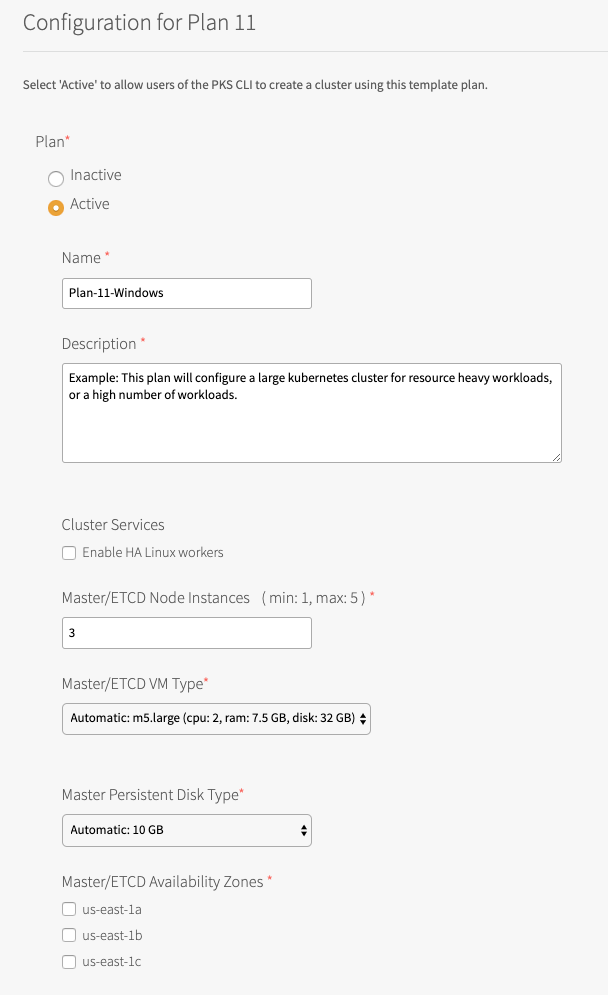 Configuration for Plan 11
Select 'Active' to allow users of the PKS CLI to create a cluster using this template plan.
Plan*
Inactive
Active
Name *
Plan-11-Windows
Description *
Example: This plan will configure a large kubernetes cluster for resource heavy workloads,
or a high number of workloads.
Cluster Services
Enable HA Linux workers
Master/ETCD Node Instances ( min: 1, max: 5 ) *
3
Master/ETCD VM Type*
Automatic: m5.large (cpu: 2, ram: 7.5 GB, disk: 32 GB)
Master Persistent Disk Type*
Automatic: 10 GB
Master/ETCD Availability Zones *
us-east-1a
us-east-1b
us-east-1c